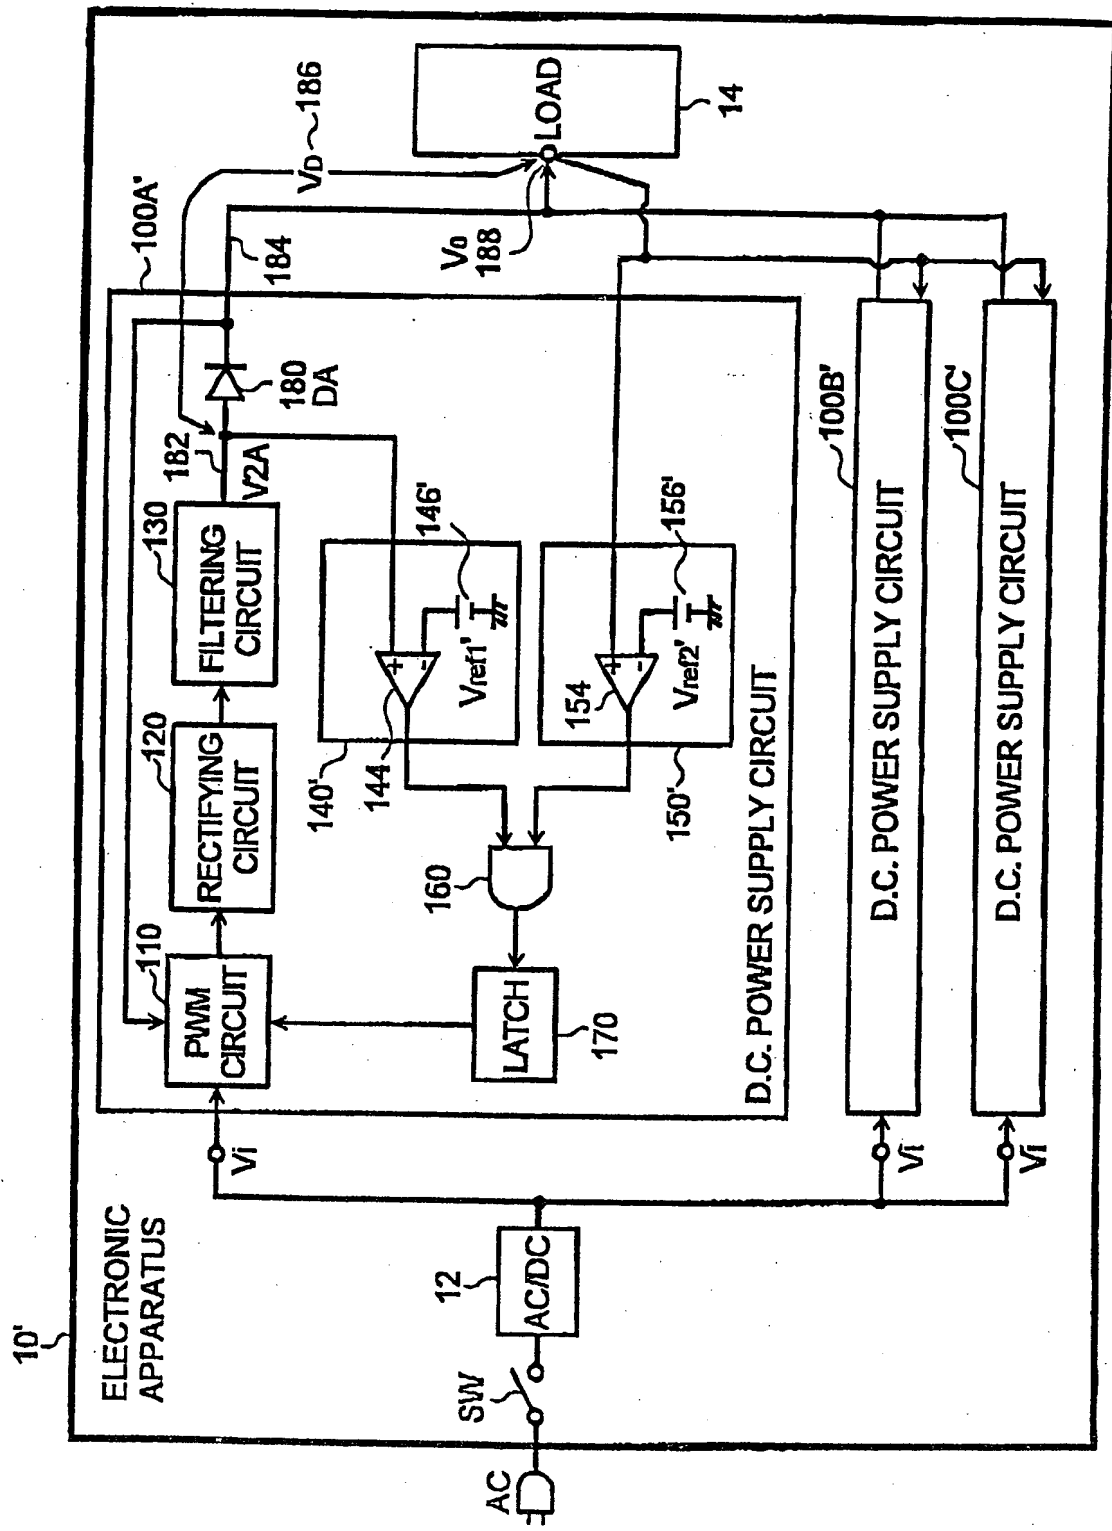 10'
ELECTRONIC
APPARATUS
AC
SW
12
AC/DC
Vi
Vi
Vi
110
PWM
CIRCUIT
120
RECTIFYING
CIRCUIT
130
FILTERING
CIRCUIT
182
V2A
180
DA
184
100A'
VD
186
V0
188
LOAD
14
140'
144
+
-
Vref1'
146'
150'
154
+
-
Vref2'
156'
160
LATCH
170
D.C. POWER SUPPLY CIRCUIT
100B'
D.C. POWER SUPPLY CIRCUIT
100C'
D.C. POWER SUPPLY CIRCUIT